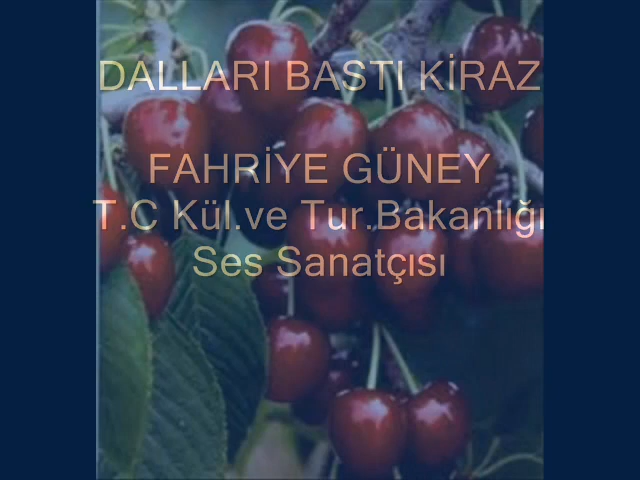 DALLARI BASTI KİRAZ
FAHRİYE GÜNEY
T.C Kül.ve Tur.Bakanlığı
Ses Sanatçısı